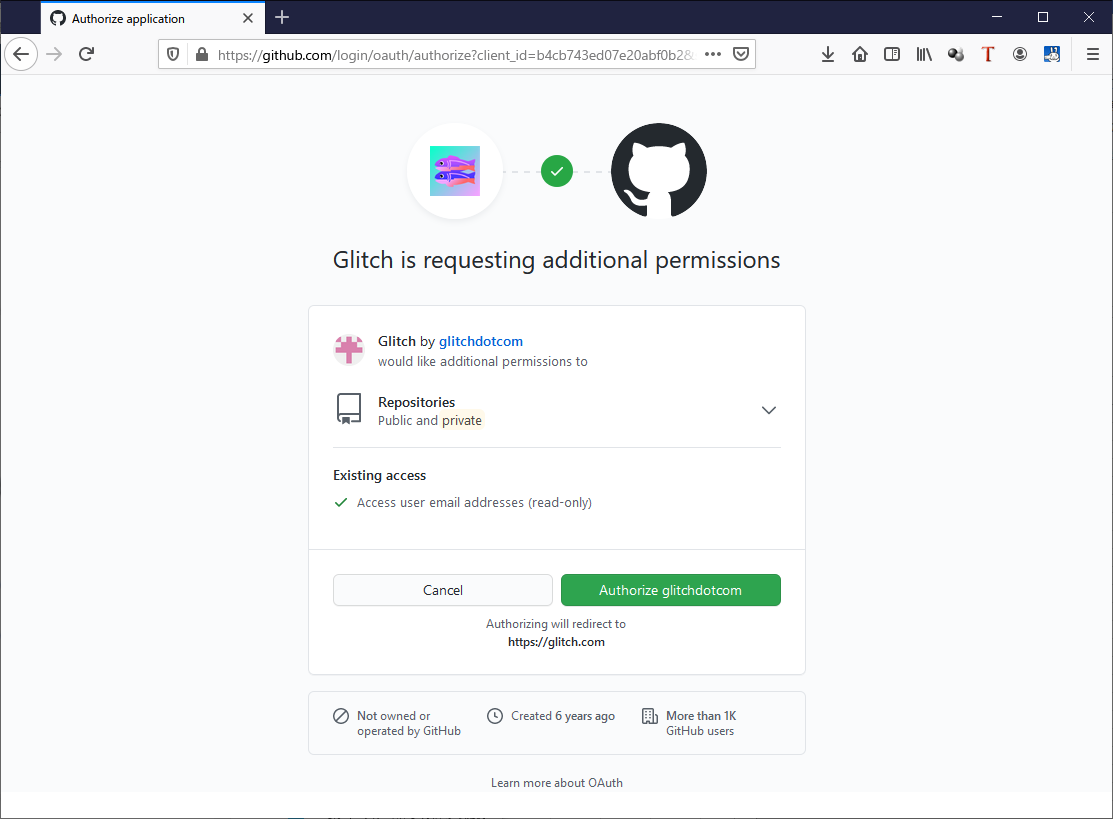 Authorize application
https://github.com/login/oauth/authorize?client_id=b4cb743ed07e20abf0b2&
Glitch is requesting additional permissions
Glitch by glitchdotcom
would like additional permissions to
Repositories
Public and private
Existing access
Access user email addresses (read-only)
Cancel
Authorize glitchdotcom
Authorizing will redirect to
https://glitch.com
Not owned or
operated by GitHub
Created 6 years ago
More than 1K
GitHub users
Learn more about OAuth